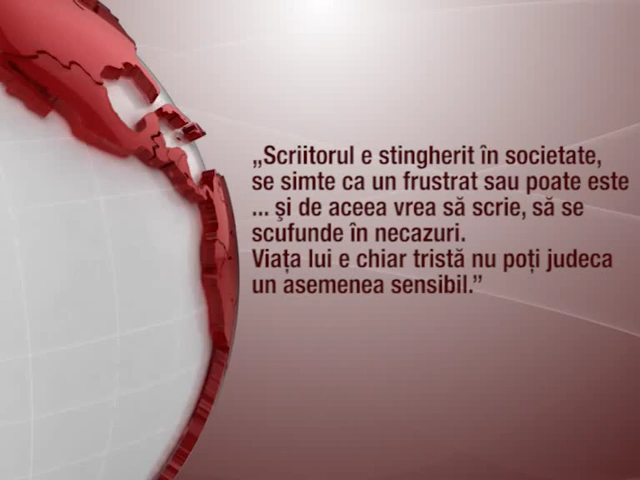 „Scriitorul e stingherit în societate,
se simte ca un frustrat sau poate este
... şi de aceea vrea să scrie, să se
scufunde în necazuri.
Viața lui e chiar tristă nu poți judeca
un asemenea sensibil.”